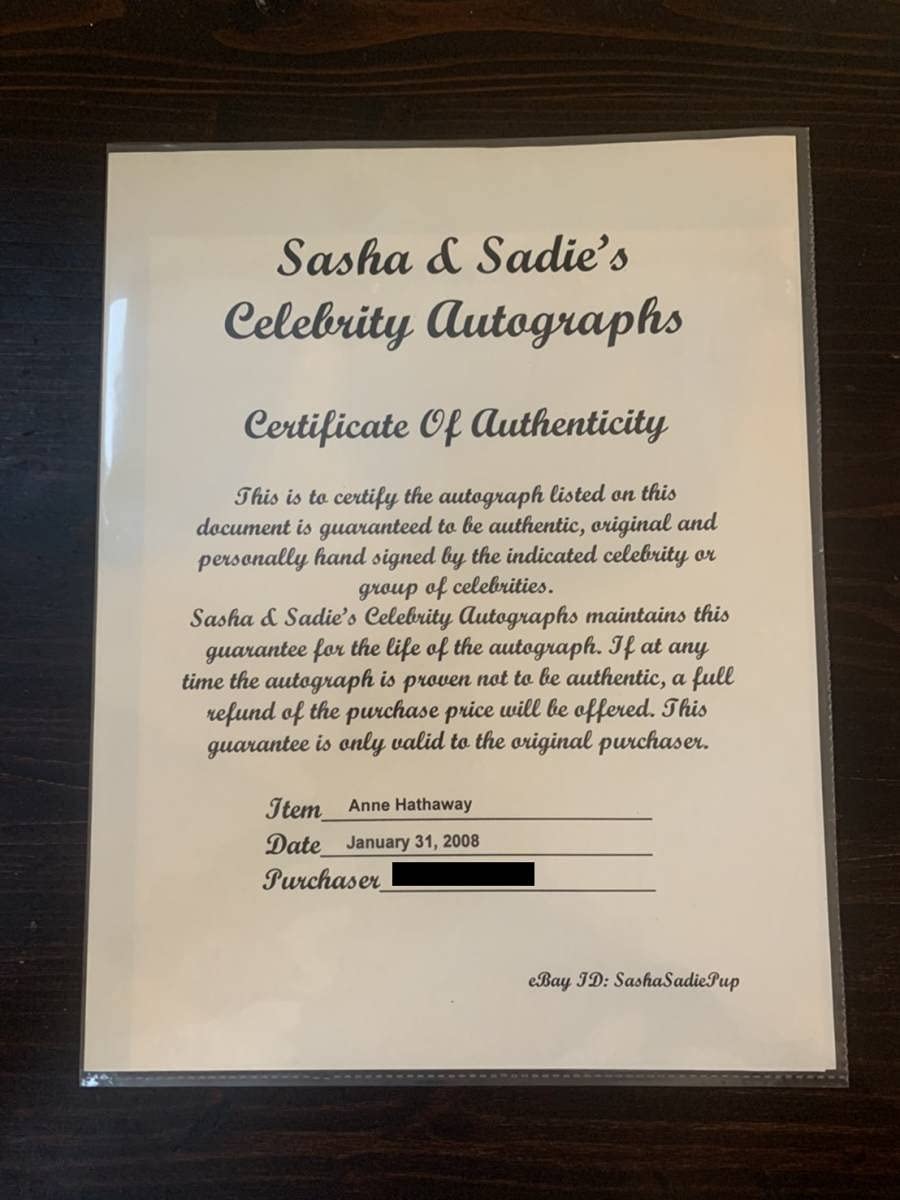 Sasha & Sadie's
Celebrity Autographs
Certificate Of Authenticity
This is to certify the autograph listed on this
document is guaranteed to be authentic, original and
personally hand signed by the indicated celebrity or
group of celebrities.
Sasha & Sadie's Celebrity Autographs maintains this
guarantee for the life of the autograph. If at any
time the autograph is proven not to be authentic, a full
refund of the purchase price will be offered. This
guarantee is only valid to the original purchaser.
Item Anne Hathaway
Date January 31, 2008
Purchaser
eBay ID: SashaSadiePup